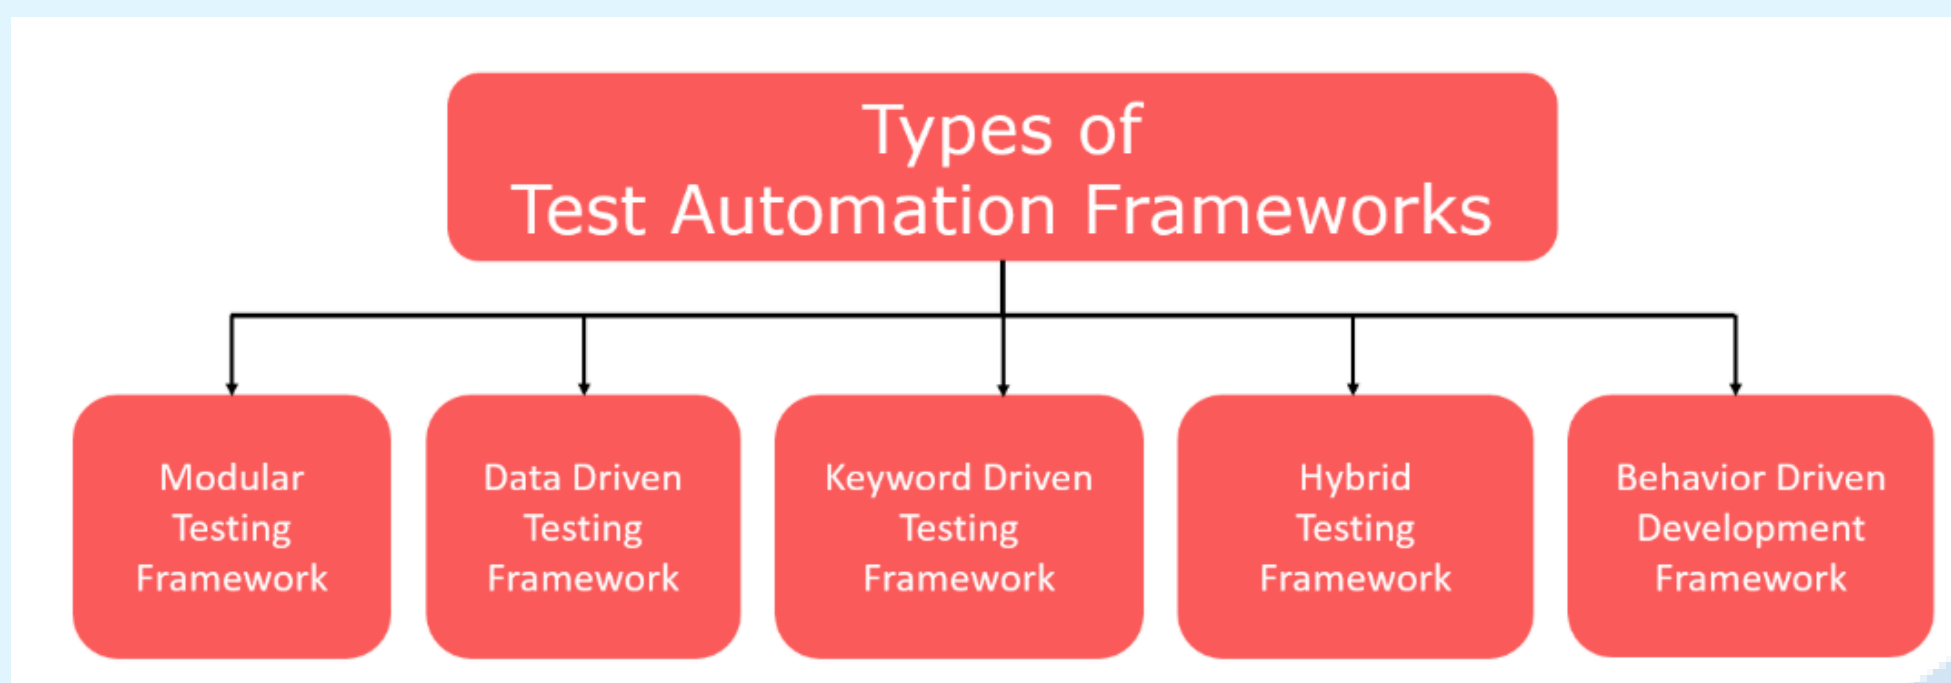 Types of
Test Automation Frameworks
Modular
Testing
Framework
Data Driven
Testing
Framework
Keyword Driven
Testing
Framework
Hybrid
Testing
Framework
Behavior Driven
Development
Framework